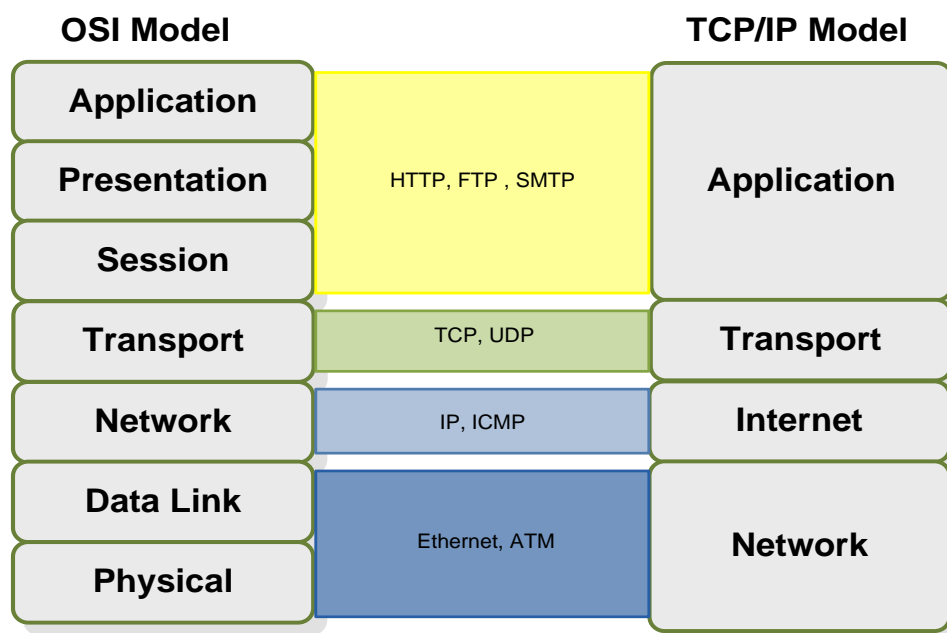 OSI Model
TCP/IP Model
Application
Presentation
Session
Transport
Network
Data Link
Physical
HTTP, FTP , SMTP
TCP, UDP
IP, ICMP
Ethernet, ATM
Application
Transport
Internet
Network